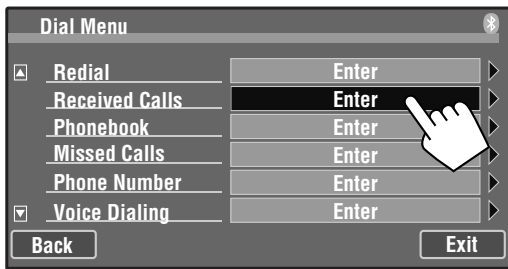 Dial Menu
Redial Enter
Received Calls Enter
Phonebook Enter
Missed Calls Enter
Phone Number Enter
Voice Dialing Enter
Back Exit